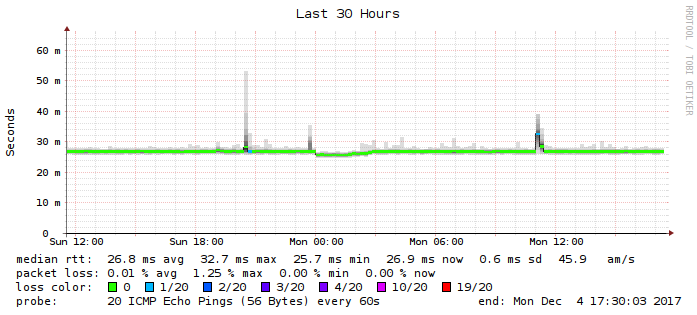 Last 30 Hours
RRDTOOL / TOBI OETIKER
Seconds
60 m
50 m
40 m
30 m
20 m
10 m
0
Sun 12:00 Sun 18:00 Mon 00:00 Mon 06:00 Mon 12:00
median rtt: 26.8 ms avg 32.7 ms max 25.7 ms min 26.9 ms now 0.6 ms sd 45.9 am/s
packet loss: 0.01 % avg 1.25 % max 0.00 % min 0.00 % now
loss color: 0 1/20 2/20 3/20 4/20 10/20 19/20
probe: 20 ICMP Echo Pings (56 Bytes) every 60s end: Mon Dec 4 17:30:03 2017